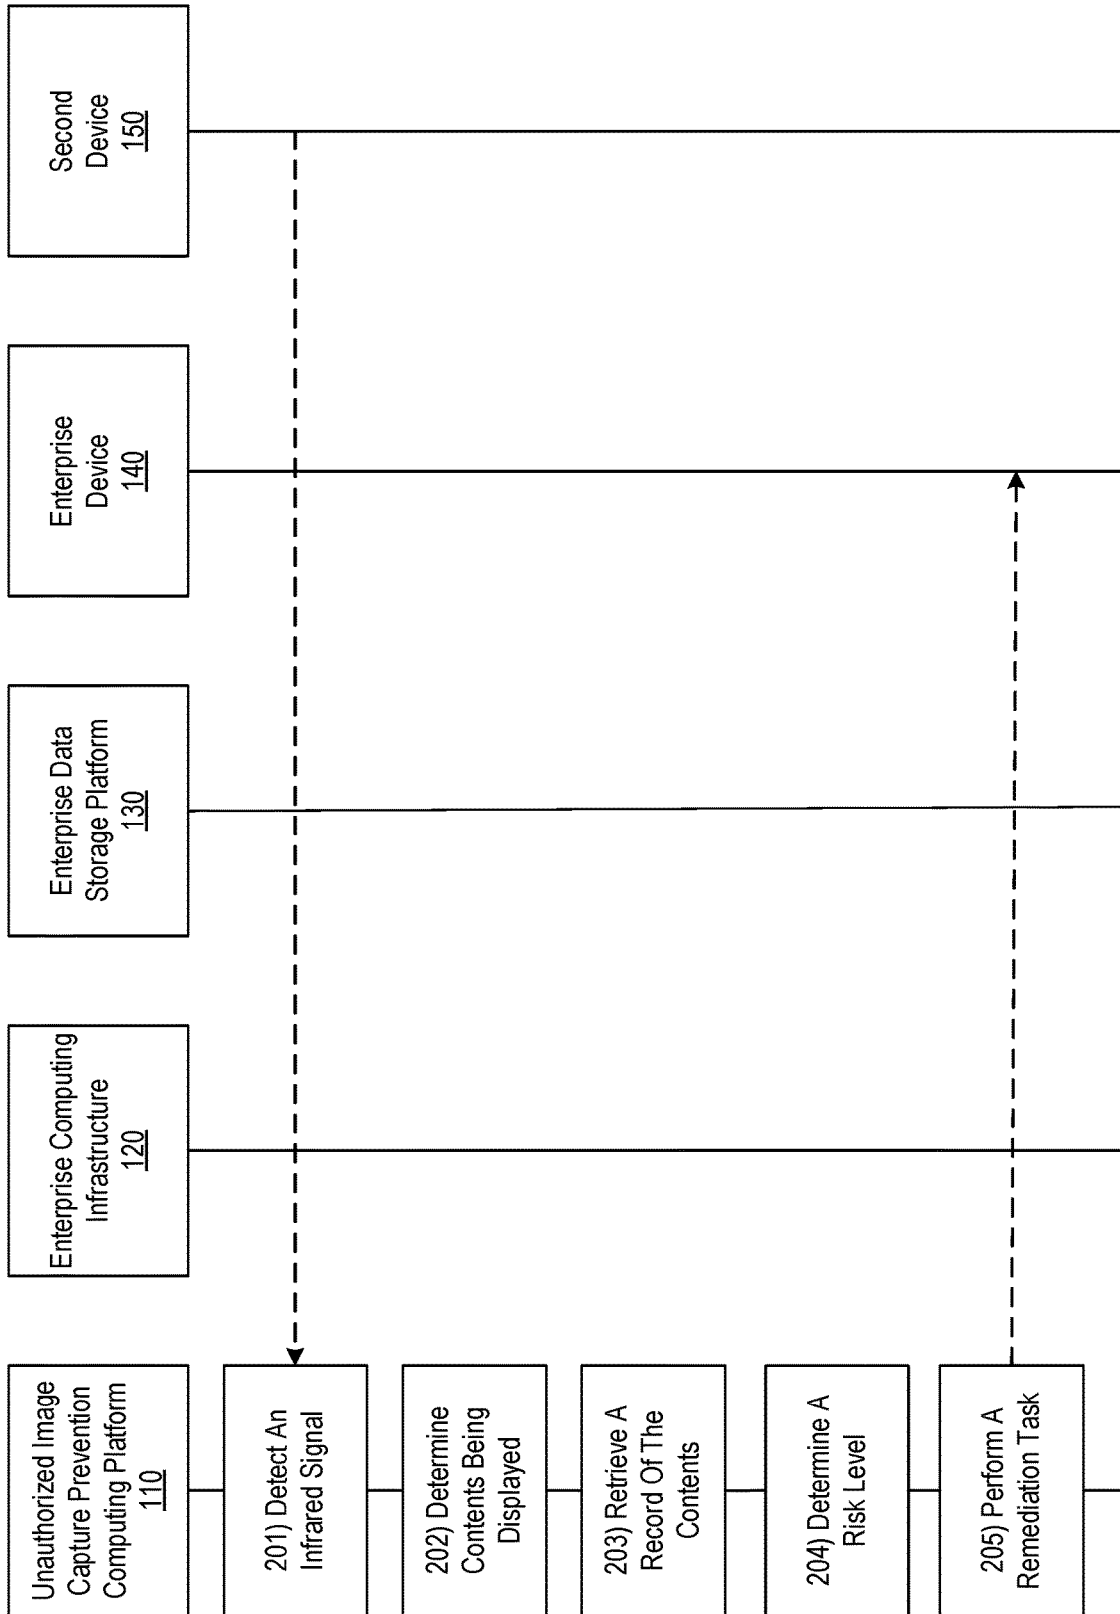 Unauthorized Image
Capture Prevention
Computing Platform
110
Enterprise Computing
Infrastructure
120
Enterprise Data
Storage Platform
130
Enterprise
Device
140
Second
Device
150
201) Detect An
Infrared Signal
202) Determine
Contents Being
Displayed
203) Retrieve A
Record Of The
Contents
204) Determine A
Risk Level
205) Perform A
Remediation Task